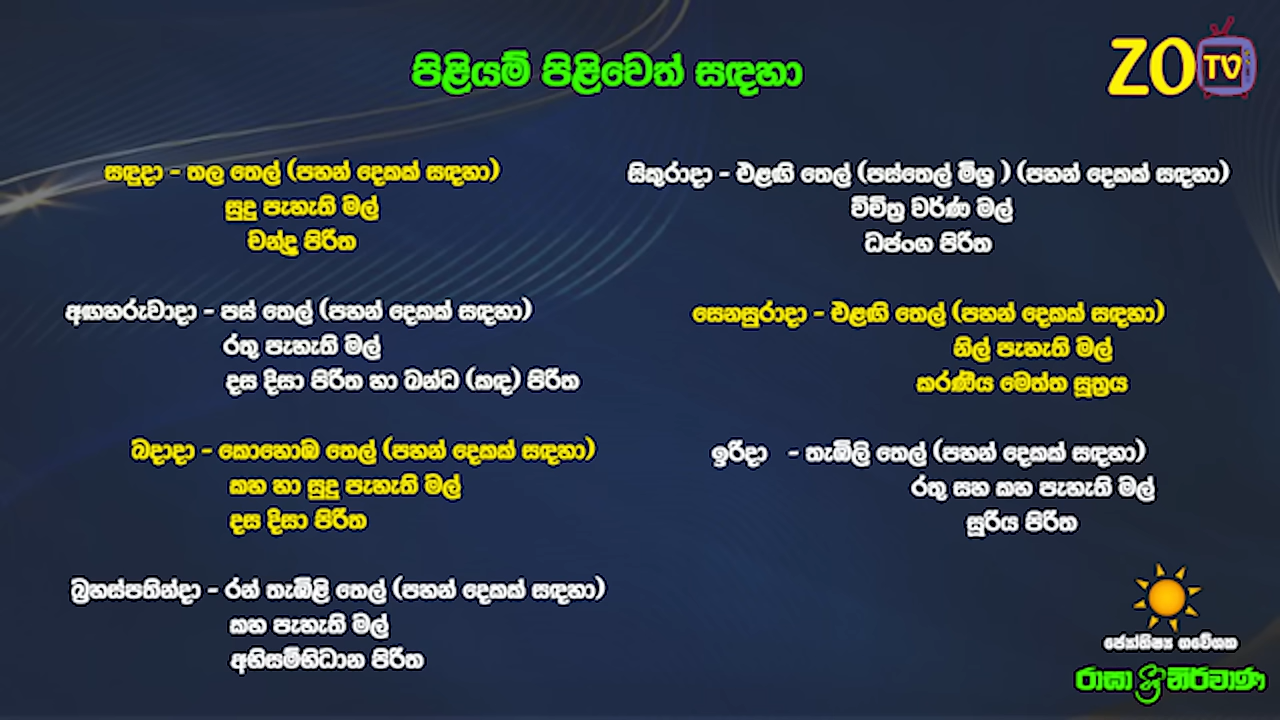 පිළියම් පිළිවෙත් සඳහා
ZO TV
සඳුදා - තල තෙල් (පහන් දෙකක් සඳහා)
සුදු පැහැති මල්
චන්ද්‍ර පිරිත
අඟහරුවාදා - පස් තෙල් (පහන් දෙකක් සඳහා)
රතු පැහැති මල්
දස දිසා පිරිත හා ඛන්ධ (කඳ) පිරිත
බදාදා - කොහොඹ තෙල් (පහන් දෙකක් සඳහා)
කහ හා සුදු පැහැති මල්
දස දිසා පිරිත
බ්‍රහස්පතින්දා - රන් තැඹිළි තෙල් (පහන් දෙකක් සඳහා)
කහ පැහැති මල්
අභිසම්භිධාන පිරිත
සිකුරාදා - එළඟි තෙල් (පස්තෙල් මිශ්‍ර ) (පහන් දෙකක් සඳහා)
විචිත්‍ර වර්ණ මල්
ධජංග පිරිත
සෙනසුරාදා - එළඟි තෙල් (පහන් දෙකක් සඳහා)
නිල් පැහැති මල්
කරණීය මෙත්ත සූත්‍රය
ඉරිදා - තැඹිලි තෙල් (පහන් දෙකක් සඳහා)
රතු සහ කහ පැහැති මල්
සූරිය පිරිත
ජ්‍යෙතිෂ්‍ය ගවේශක
රාඝා ශ්‍රී නිර්වාණ